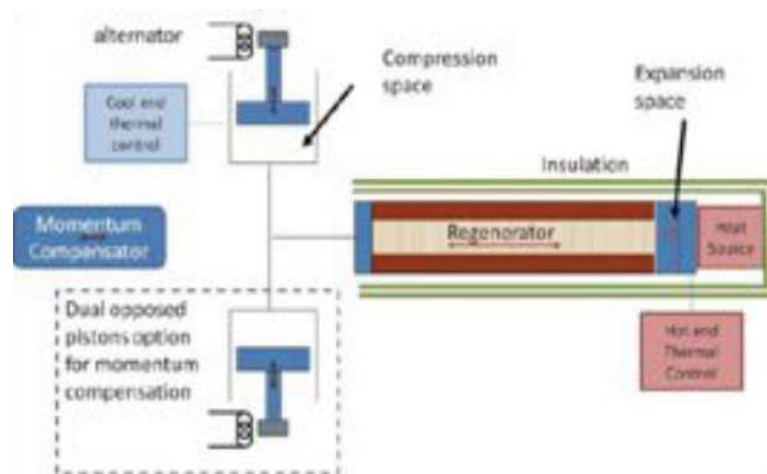 alternator
Compression
space
Expansion
space
Cool end
thermal
control
Insulation
Momentum
Compensator
Regenerator
Heat
Source
Dual opposed
pistons option
for momentum
compensation
Hot end
Thermal
Control